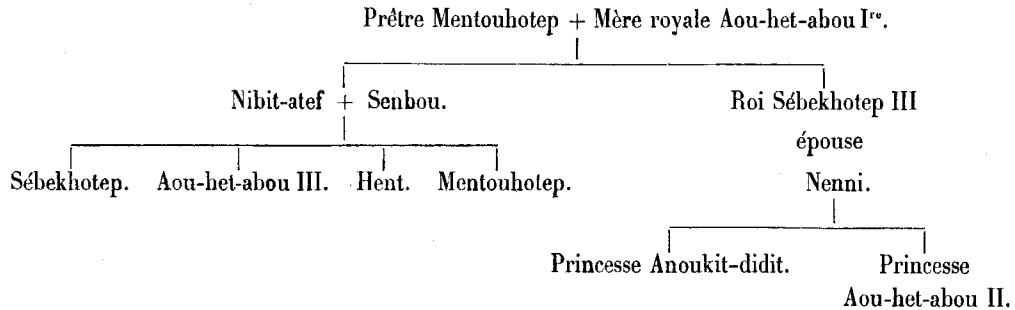 Prêtre Mentouhotep + Mère royale Aou-het-abou Iʳᵉ.
Nibit-atef + Senbou. Roi Sébekhotep III
épouse
Sébekhotep. Aou-het-abou III. Hent. Mentouhotep. Nenni.
Princesse Anoukit-didit. Princesse
Aou-het-abou II.